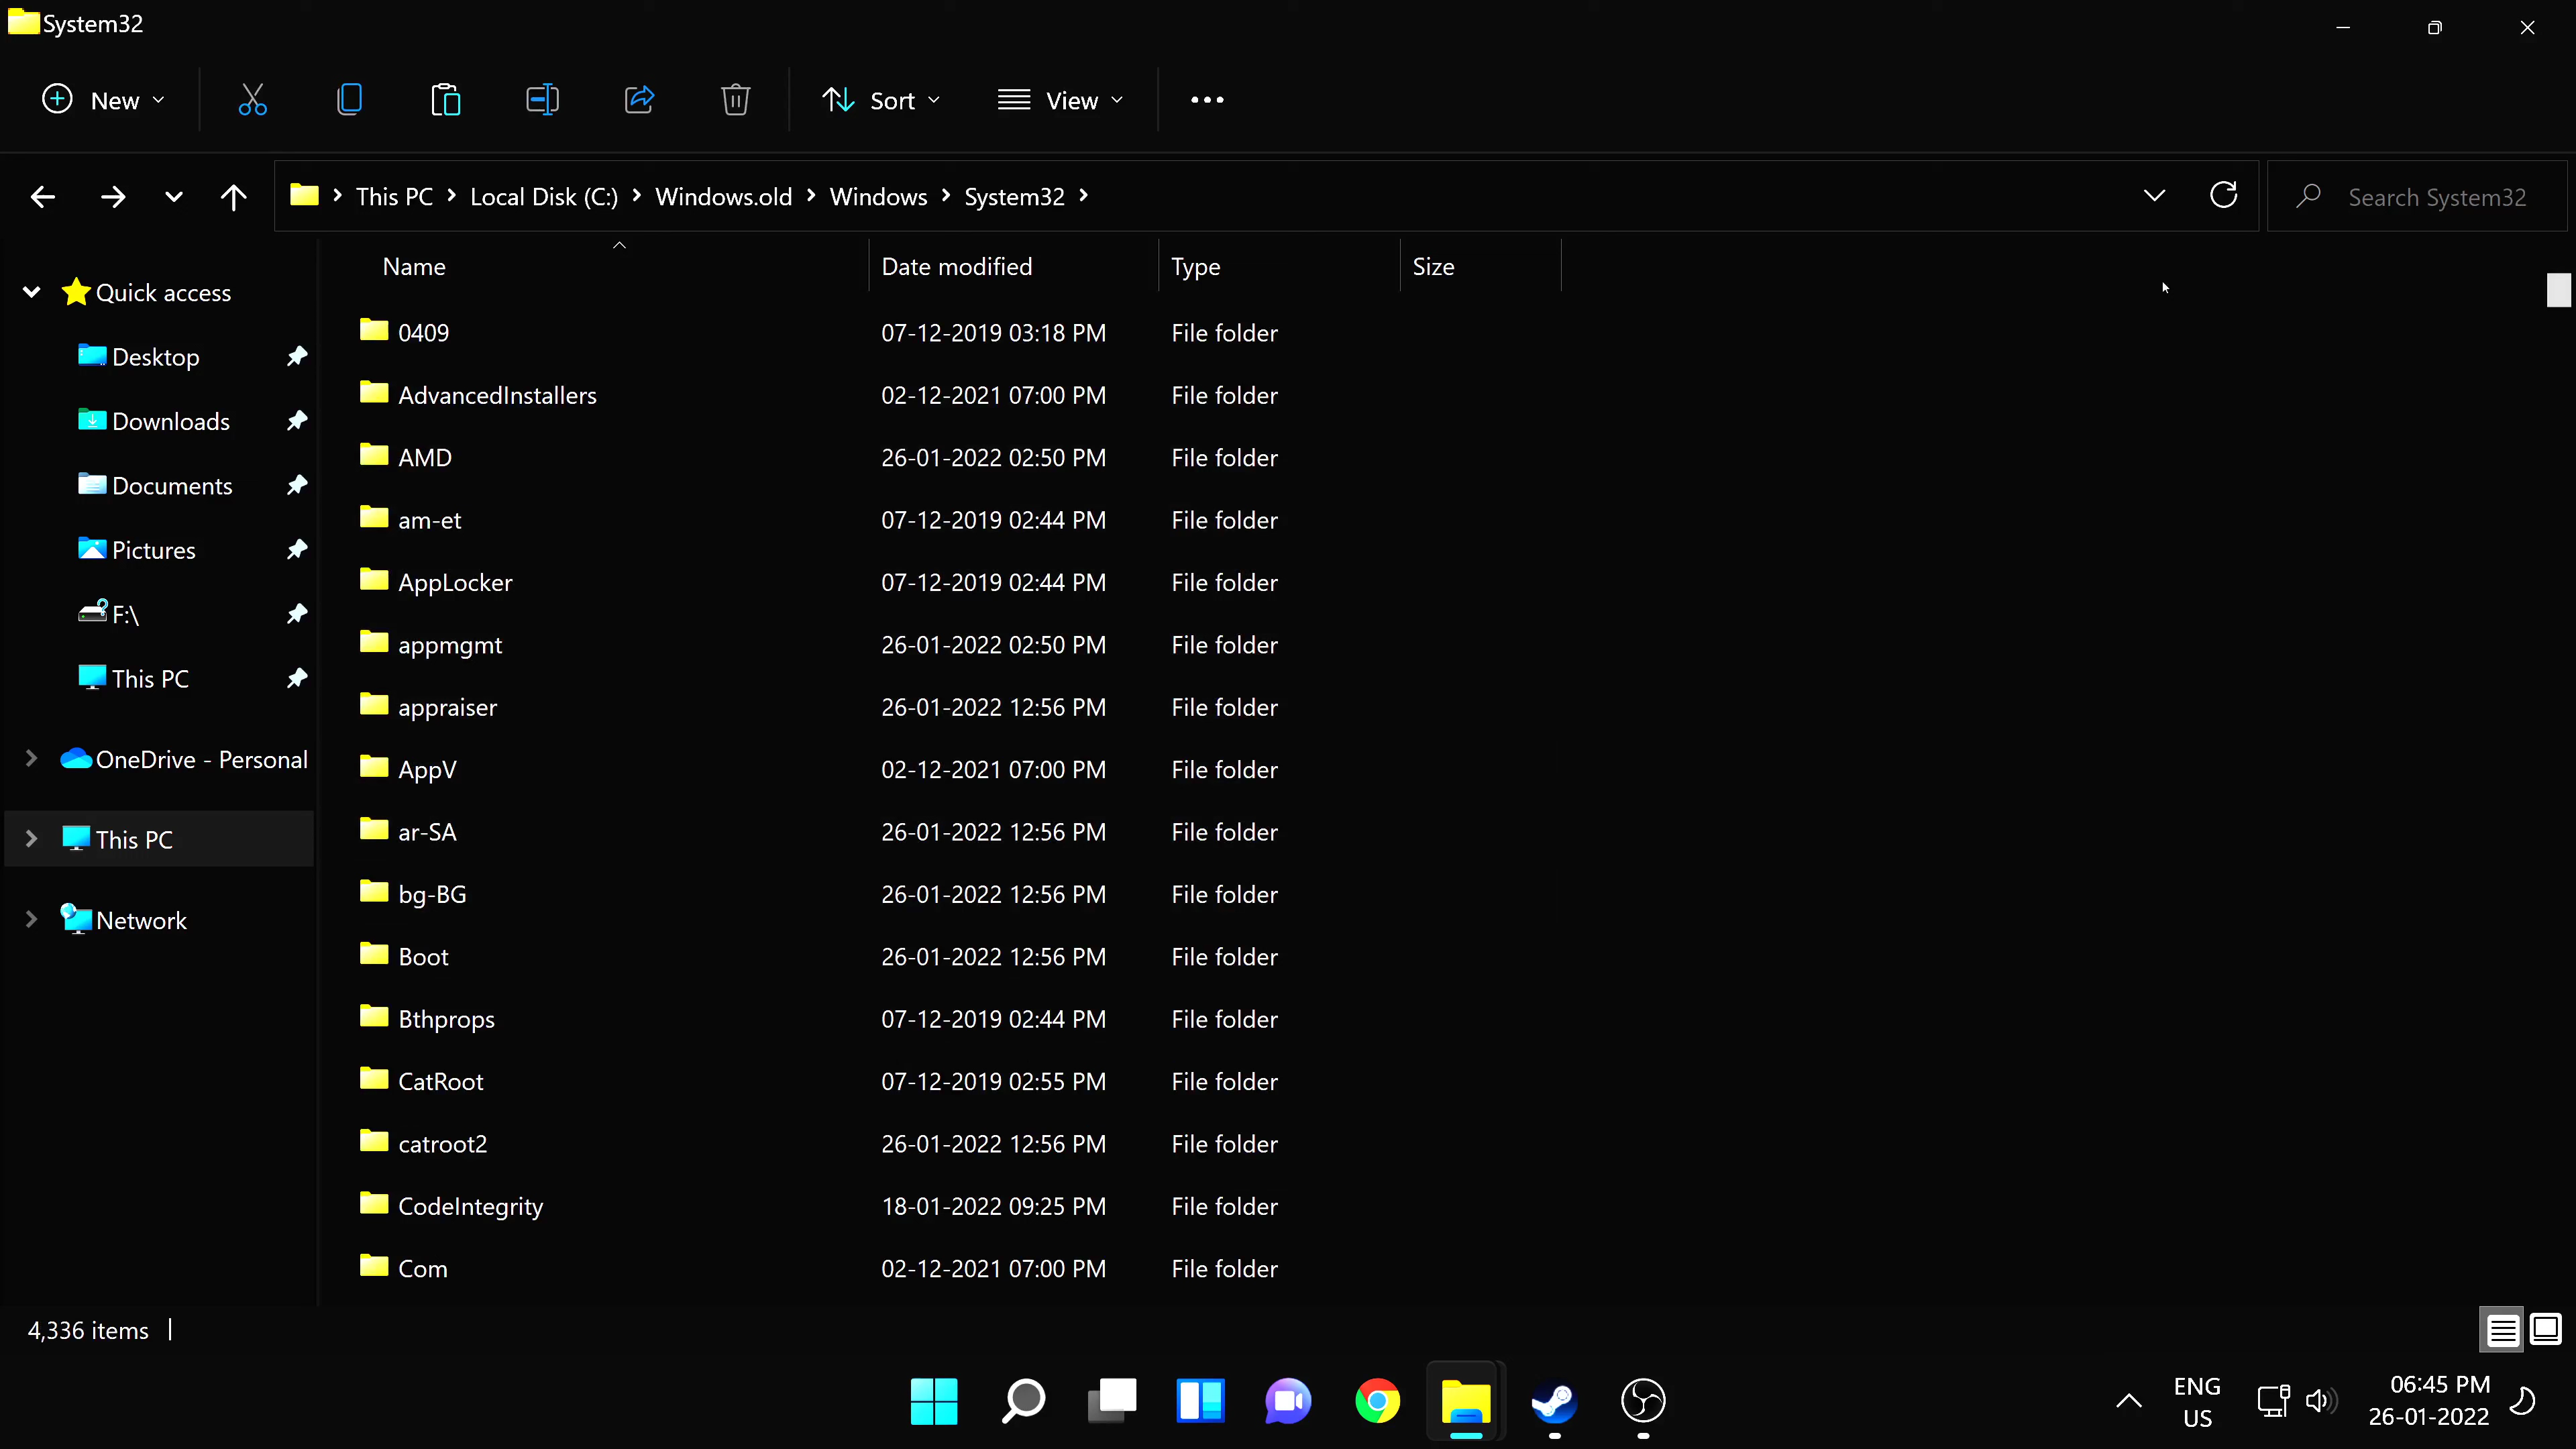 System32
New
Sort
View
This PC
Local Disk (C:)
Windows.old
Windows
System32
Search System32
Name
Date modified
Type
Size
Quick access
Desktop
Downloads
Documents
Pictures
F:\
This PC
OneDrive - Personal
This PC
Network
0409 07-12-2019 03:18 PM File folder
AdvancedInstallers 02-12-2021 07:00 PM File folder
AMD 26-01-2022 02:50 PM File folder
am-et 07-12-2019 02:44 PM File folder
AppLocker 07-12-2019 02:44 PM File folder
appmgmt 26-01-2022 02:50 PM File folder
appraiser 26-01-2022 12:56 PM File folder
AppV 02-12-2021 07:00 PM File folder
ar-SA 26-01-2022 12:56 PM File folder
bg-BG 26-01-2022 12:56 PM File folder
Boot 26-01-2022 12:56 PM File folder
Bthprops 07-12-2019 02:44 PM File folder
CatRoot 07-12-2019 02:55 PM File folder
catroot2 26-01-2022 12:56 PM File folder
CodeIntegrity 18-01-2022 09:25 PM File folder
Com 02-12-2021 07:00 PM File folder
4,336 items
ENG
US
06:45 PM
26-01-2022